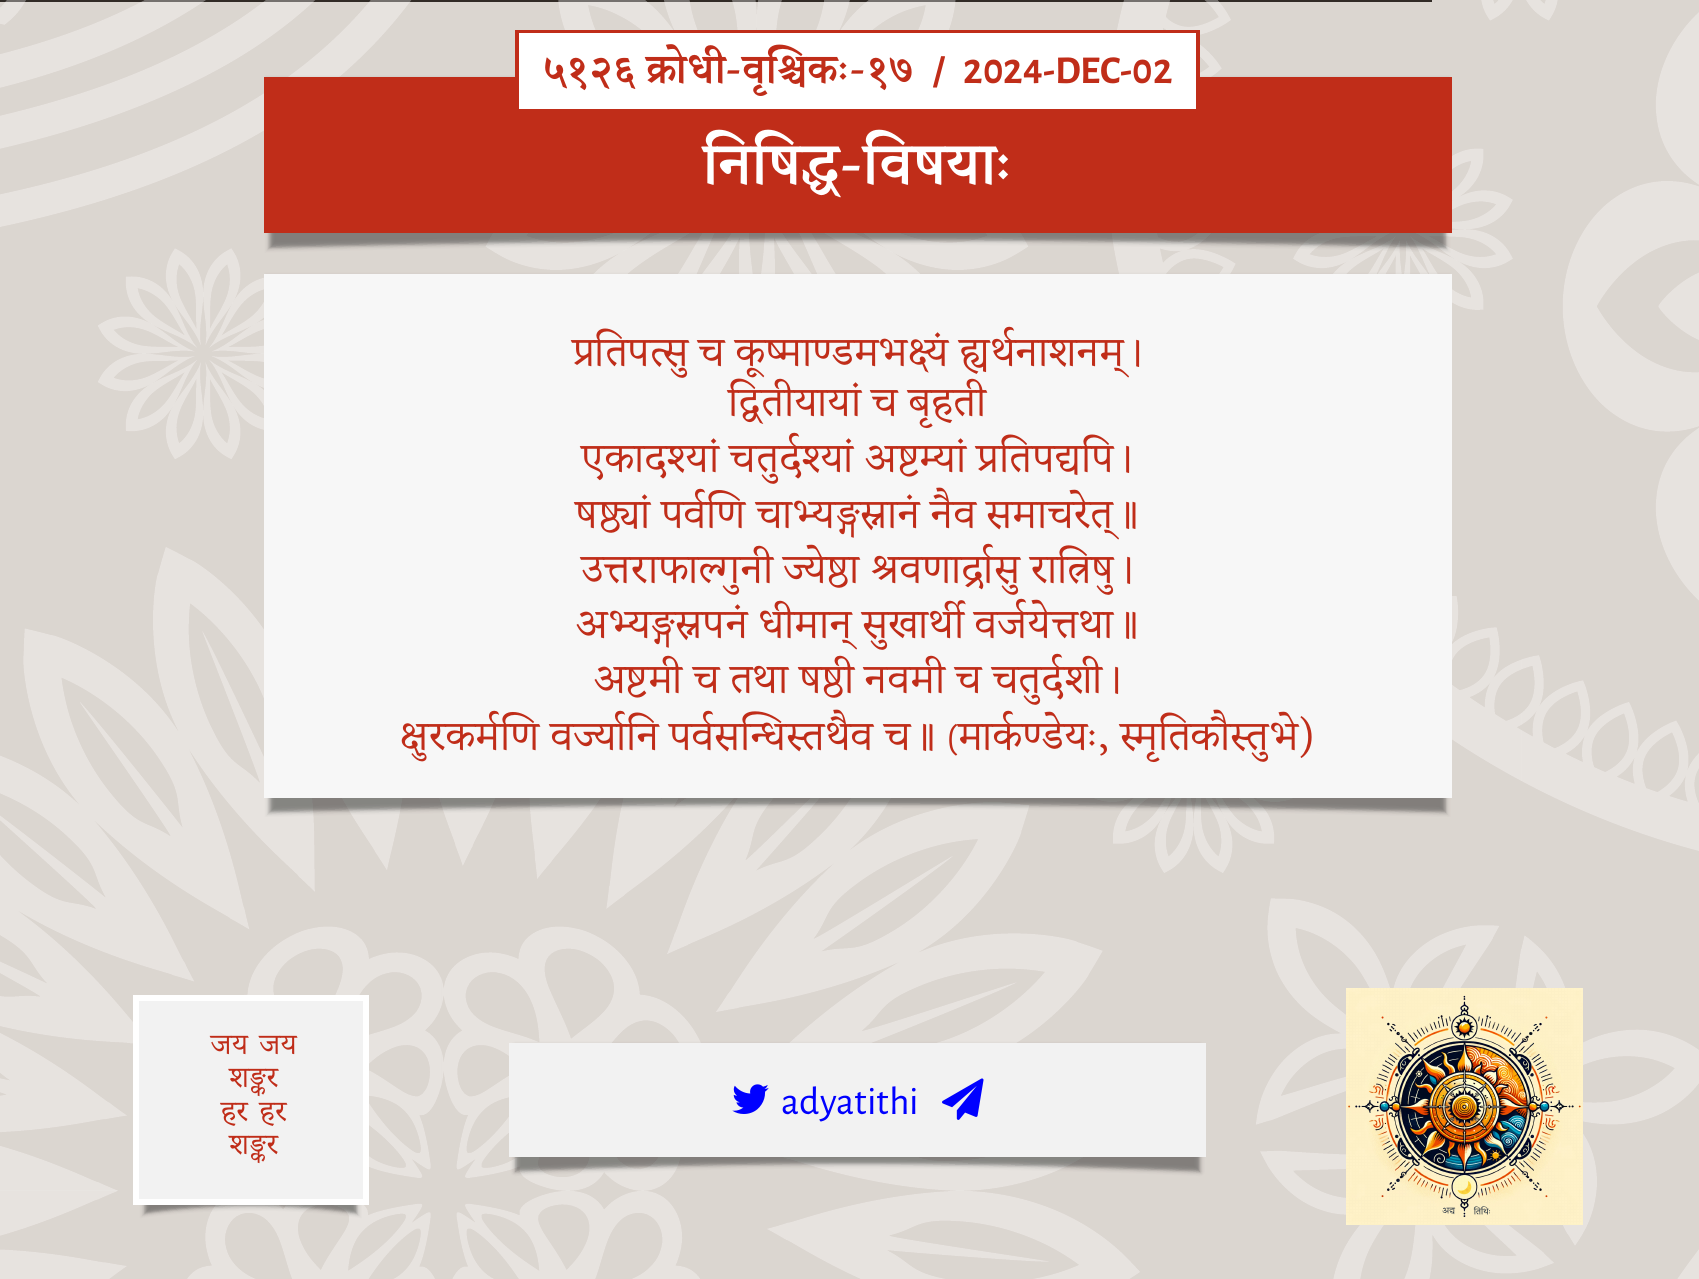 ५१२६ क्रोधी-वृश्चिकः-१७ / 2024-DEC-02
निषिद्ध-विषयाः
प्रतिपत्सु च कूष्माण्डमभक्ष्यं ह्यर्थनाशनम्।
द्वितीयायां च बृहती
एकादश्यां चतुर्दश्यां अष्टम्यां प्रतिपद्यपि।
षष्ठ्यां पर्वणि चाभ्यङ्गस्नानं नैव समाचरेत्॥
उत्तराफाल्गुनी ज्येष्ठा श्रवणार्द्रासु रात्रिषु।
अभ्यङ्गस्नपनं धीमान् सुखार्थी वर्जयेत्तथा॥
अष्टमी च तथा षष्ठी नवमी च चतुर्दशी।
क्षुरकर्मणि वर्ज्यानि पर्वसन्धिस्तथैव च॥ (मार्कण्डेयः, स्मृतिकौस्तुभे)
जय जय
शङ्कर
हर हर
शङ्कर
adyatithi
अद्य तिथिः